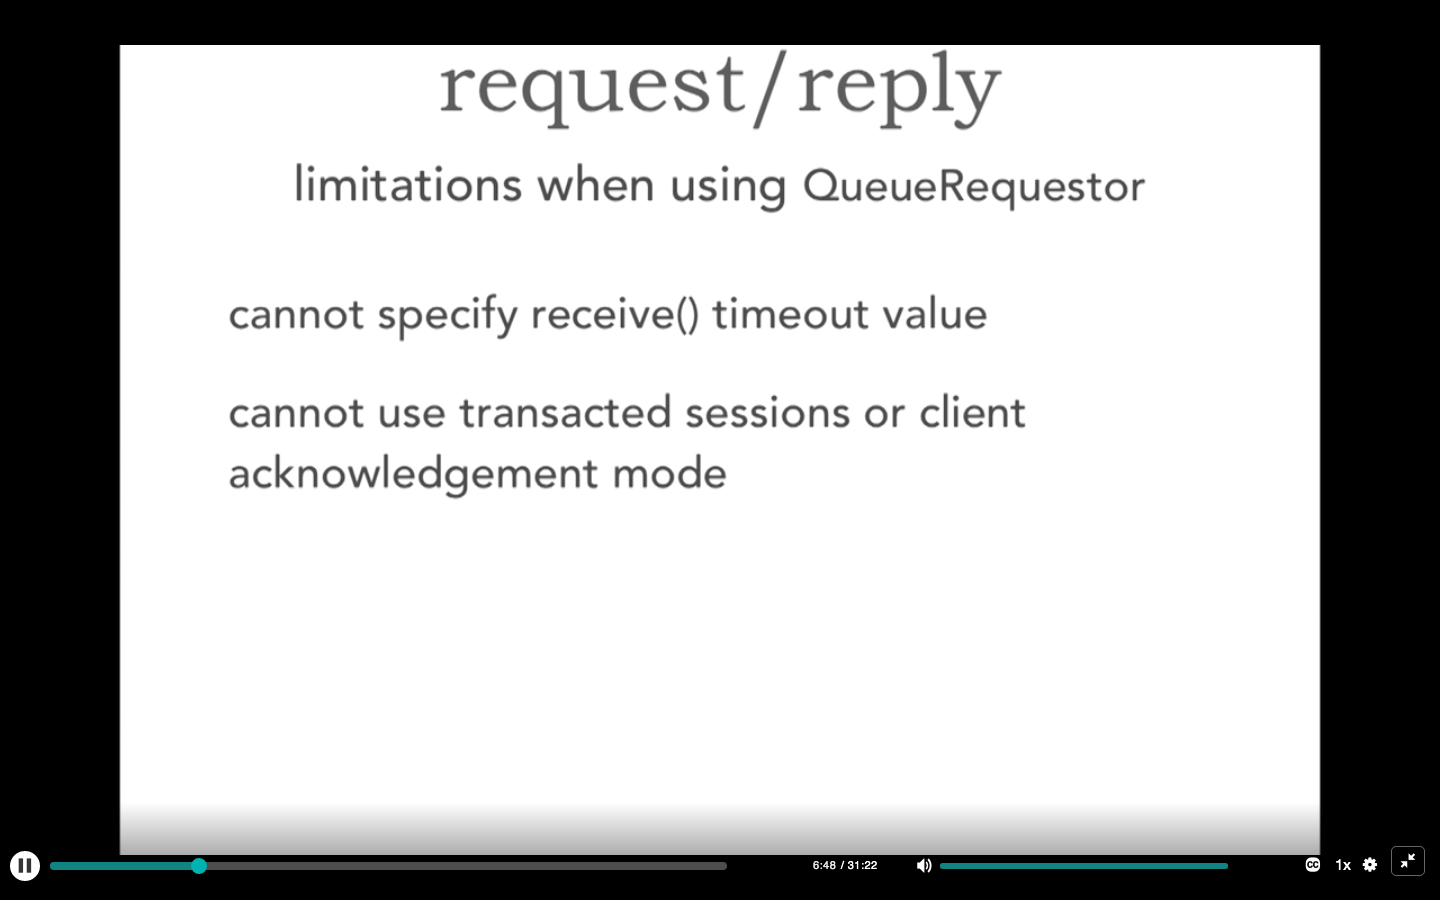 request/reply
limitations when using QueueRequestor
cannot specify receive() timeout value
cannot use transacted sessions or client
acknowledgement mode
6:48 / 31:22
CC
1x